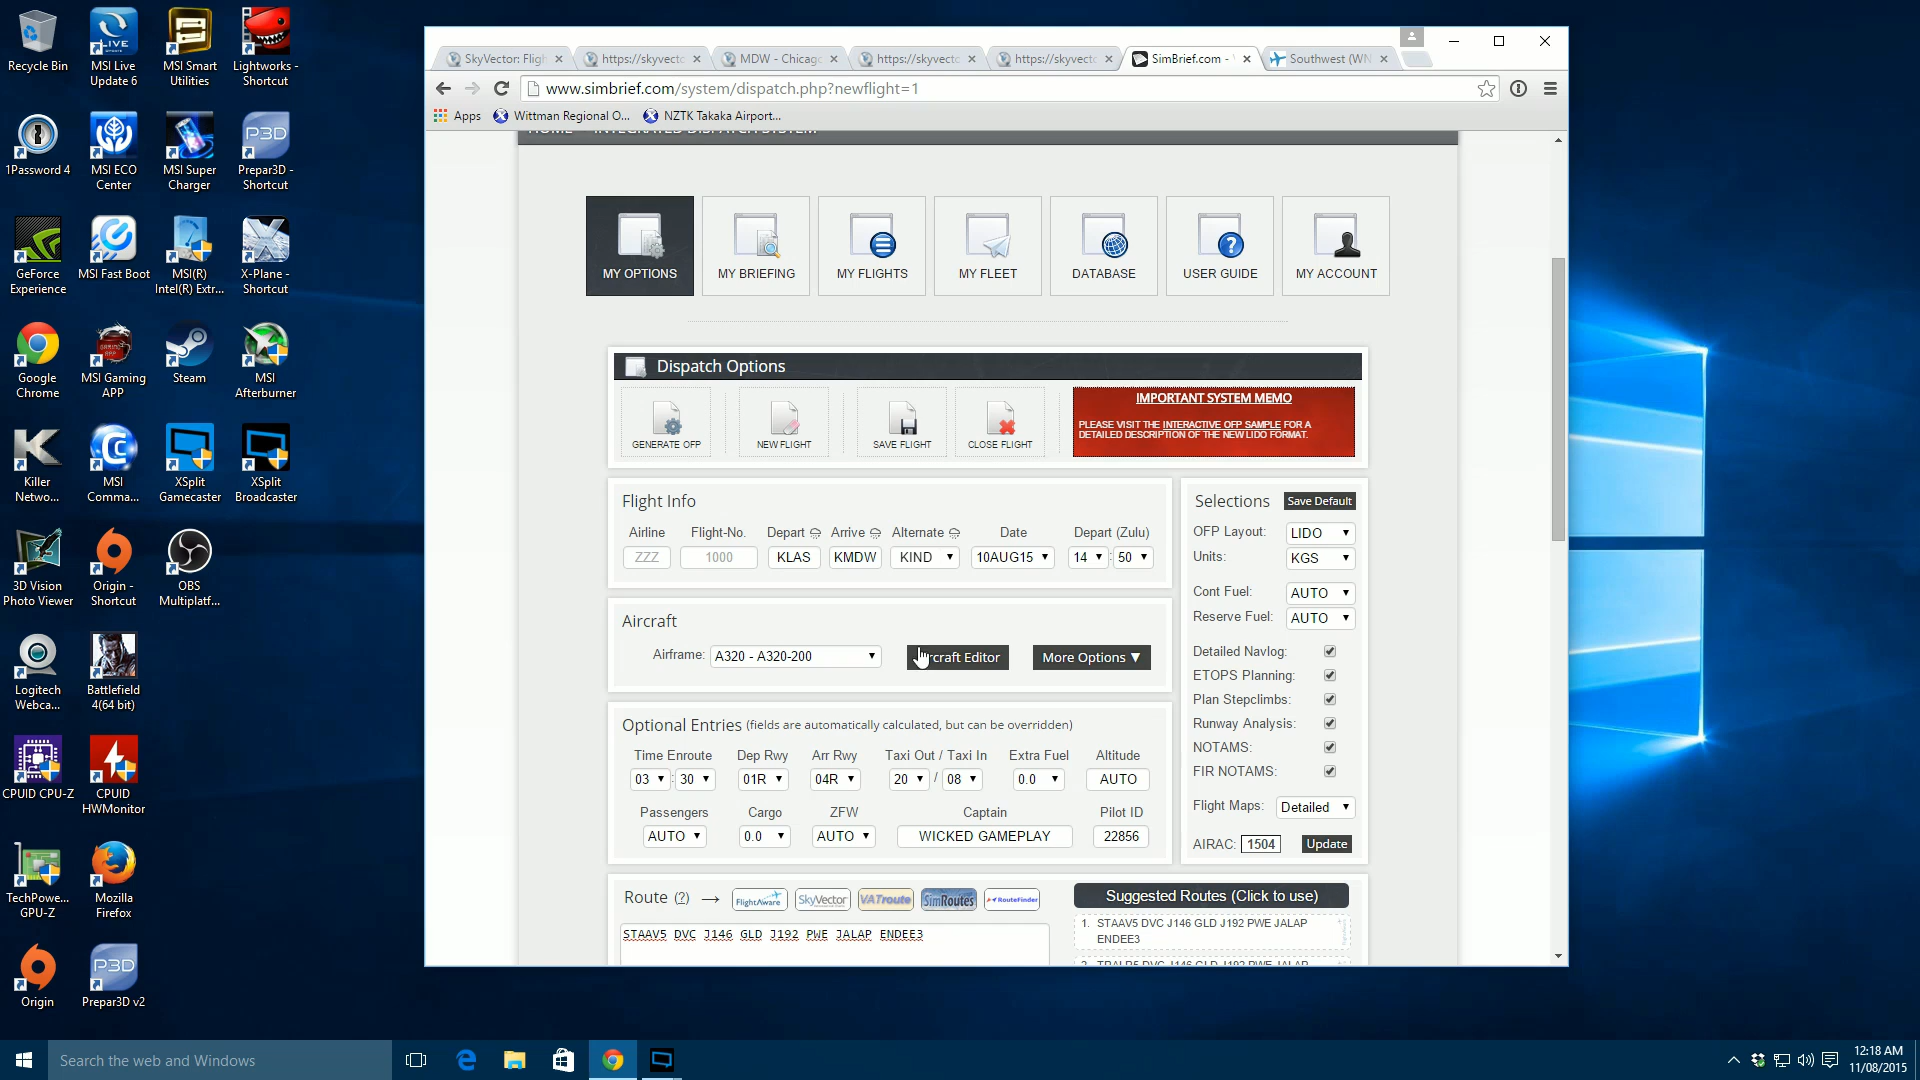 Recycle Bin
MSI Live Update 6
MSI Smart Utilities
Lightworks - Shortcut
1Password 4
MSI ECO Center
MSI Super Charger
Prepar3D - Shortcut
GeForce Experience
MSI Fast Boot
MSI(R) Intel(R) Extr...
X-Plane - Shortcut
Google Chrome
MSI Gaming APP
Steam
MSI Afterburner
Killer Netwo...
MSI Comma...
XSplit Gamecaster
XSplit Broadcaster
3D Vision Photo Viewer
Origin - Shortcut
OBS Multiplatf...
Logitech Webca...
Battlefield 4(64 bit)
CPUID CPU-Z
CPUID HWMonitor
TechPowe... GPU-Z
Mozilla Firefox
Origin
Prepar3D v2
SkyVector: Fligh
https://skyvecto
MDW - Chicago
https://skyvecto
https://skyvecto
SimBrief.com -
Southwest (WN
www.simbrief.com/system/dispatch.php?newflight=1
Apps
Wittman Regional O...
NZTK Takaka Airport...
MY OPTIONS
MY BRIEFING
MY FLIGHTS
MY FLEET
DATABASE
USER GUIDE
MY ACCOUNT
Dispatch Options
GENERATE OFP
NEW FLIGHT
SAVE FLIGHT
CLOSE FLIGHT
IMPORTANT SYSTEM MEMO
PLEASE VISIT THE INTERACTIVE OFP SAMPLE FOR A
DETAILED DESCRIPTION OF THE NEW LIDO FORMAT.
Flight Info
Airline Flight-No. Depart Arrive Alternate Date Depart (Zulu)
ZZZ 1000 KLAS KMDW KIND 10AUG15 14 : 50
Aircraft
Airframe: A320 - A320-200
craft Editor
More Options ▼
Optional Entries (fields are automatically calculated, but can be overridden)
Time Enroute Dep Rwy Arr Rwy Taxi Out / Taxi In Extra Fuel Altitude
03 : 30 01R 04R 20 / 08 0.0 AUTO
Passengers Cargo ZFW Captain Pilot ID
AUTO 0.0 AUTO WICKED GAMEPLAY 22856
Selections Save Default
OFP Layout: LIDO
Units: KGS
Cont Fuel: AUTO
Reserve Fuel: AUTO
Detailed Navlog:
ETOPS Planning:
Plan Stepclimbs:
Runway Analysis:
NOTAMS:
FIR NOTAMS:
Flight Maps: Detailed
AIRAC: 1504 Update
Route (?) → FlightAware SkyVector VATroute SimRoutes RouteFinder
STAAV5 DVC J146 GLD J192 PWE JALAP ENDEE3
Suggested Routes (Click to use)
1. STAAV5 DVC J146 GLD J192 PWE JALAP
ENDEE3
Search the web and Windows
12:18 AM
11/08/2015